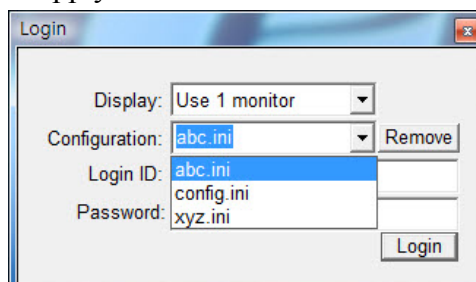 Login
Display: Use 1 monitor
Configuration: abc.ini Remove
Login ID: abc.ini
config.ini
Password: xyz.ini
Login